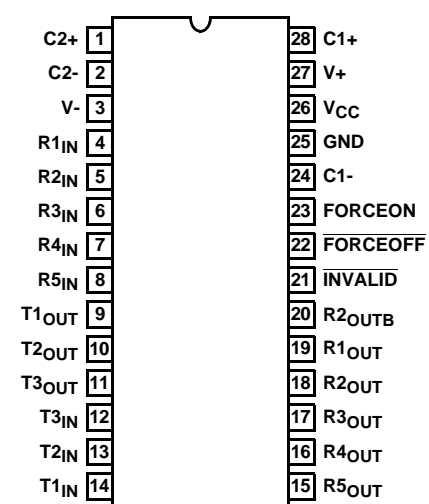 C2+ 1 28 C1+
C2- 2 27 V+
V- 3 26 VCC
R1IN 4 25 GND
R2IN 5 24 C1-
R3IN 6 23 FORCEON
R4IN 7 22 FORCEOFF
R5IN 8 21 INVALID
T1OUT 9 20 R2OUTB
T2OUT 10 19 R1OUT
T3OUT 11 18 R2OUT
T3IN 12 17 R3OUT
T2IN 13 16 R4OUT
T1IN 14 15 R5OUT